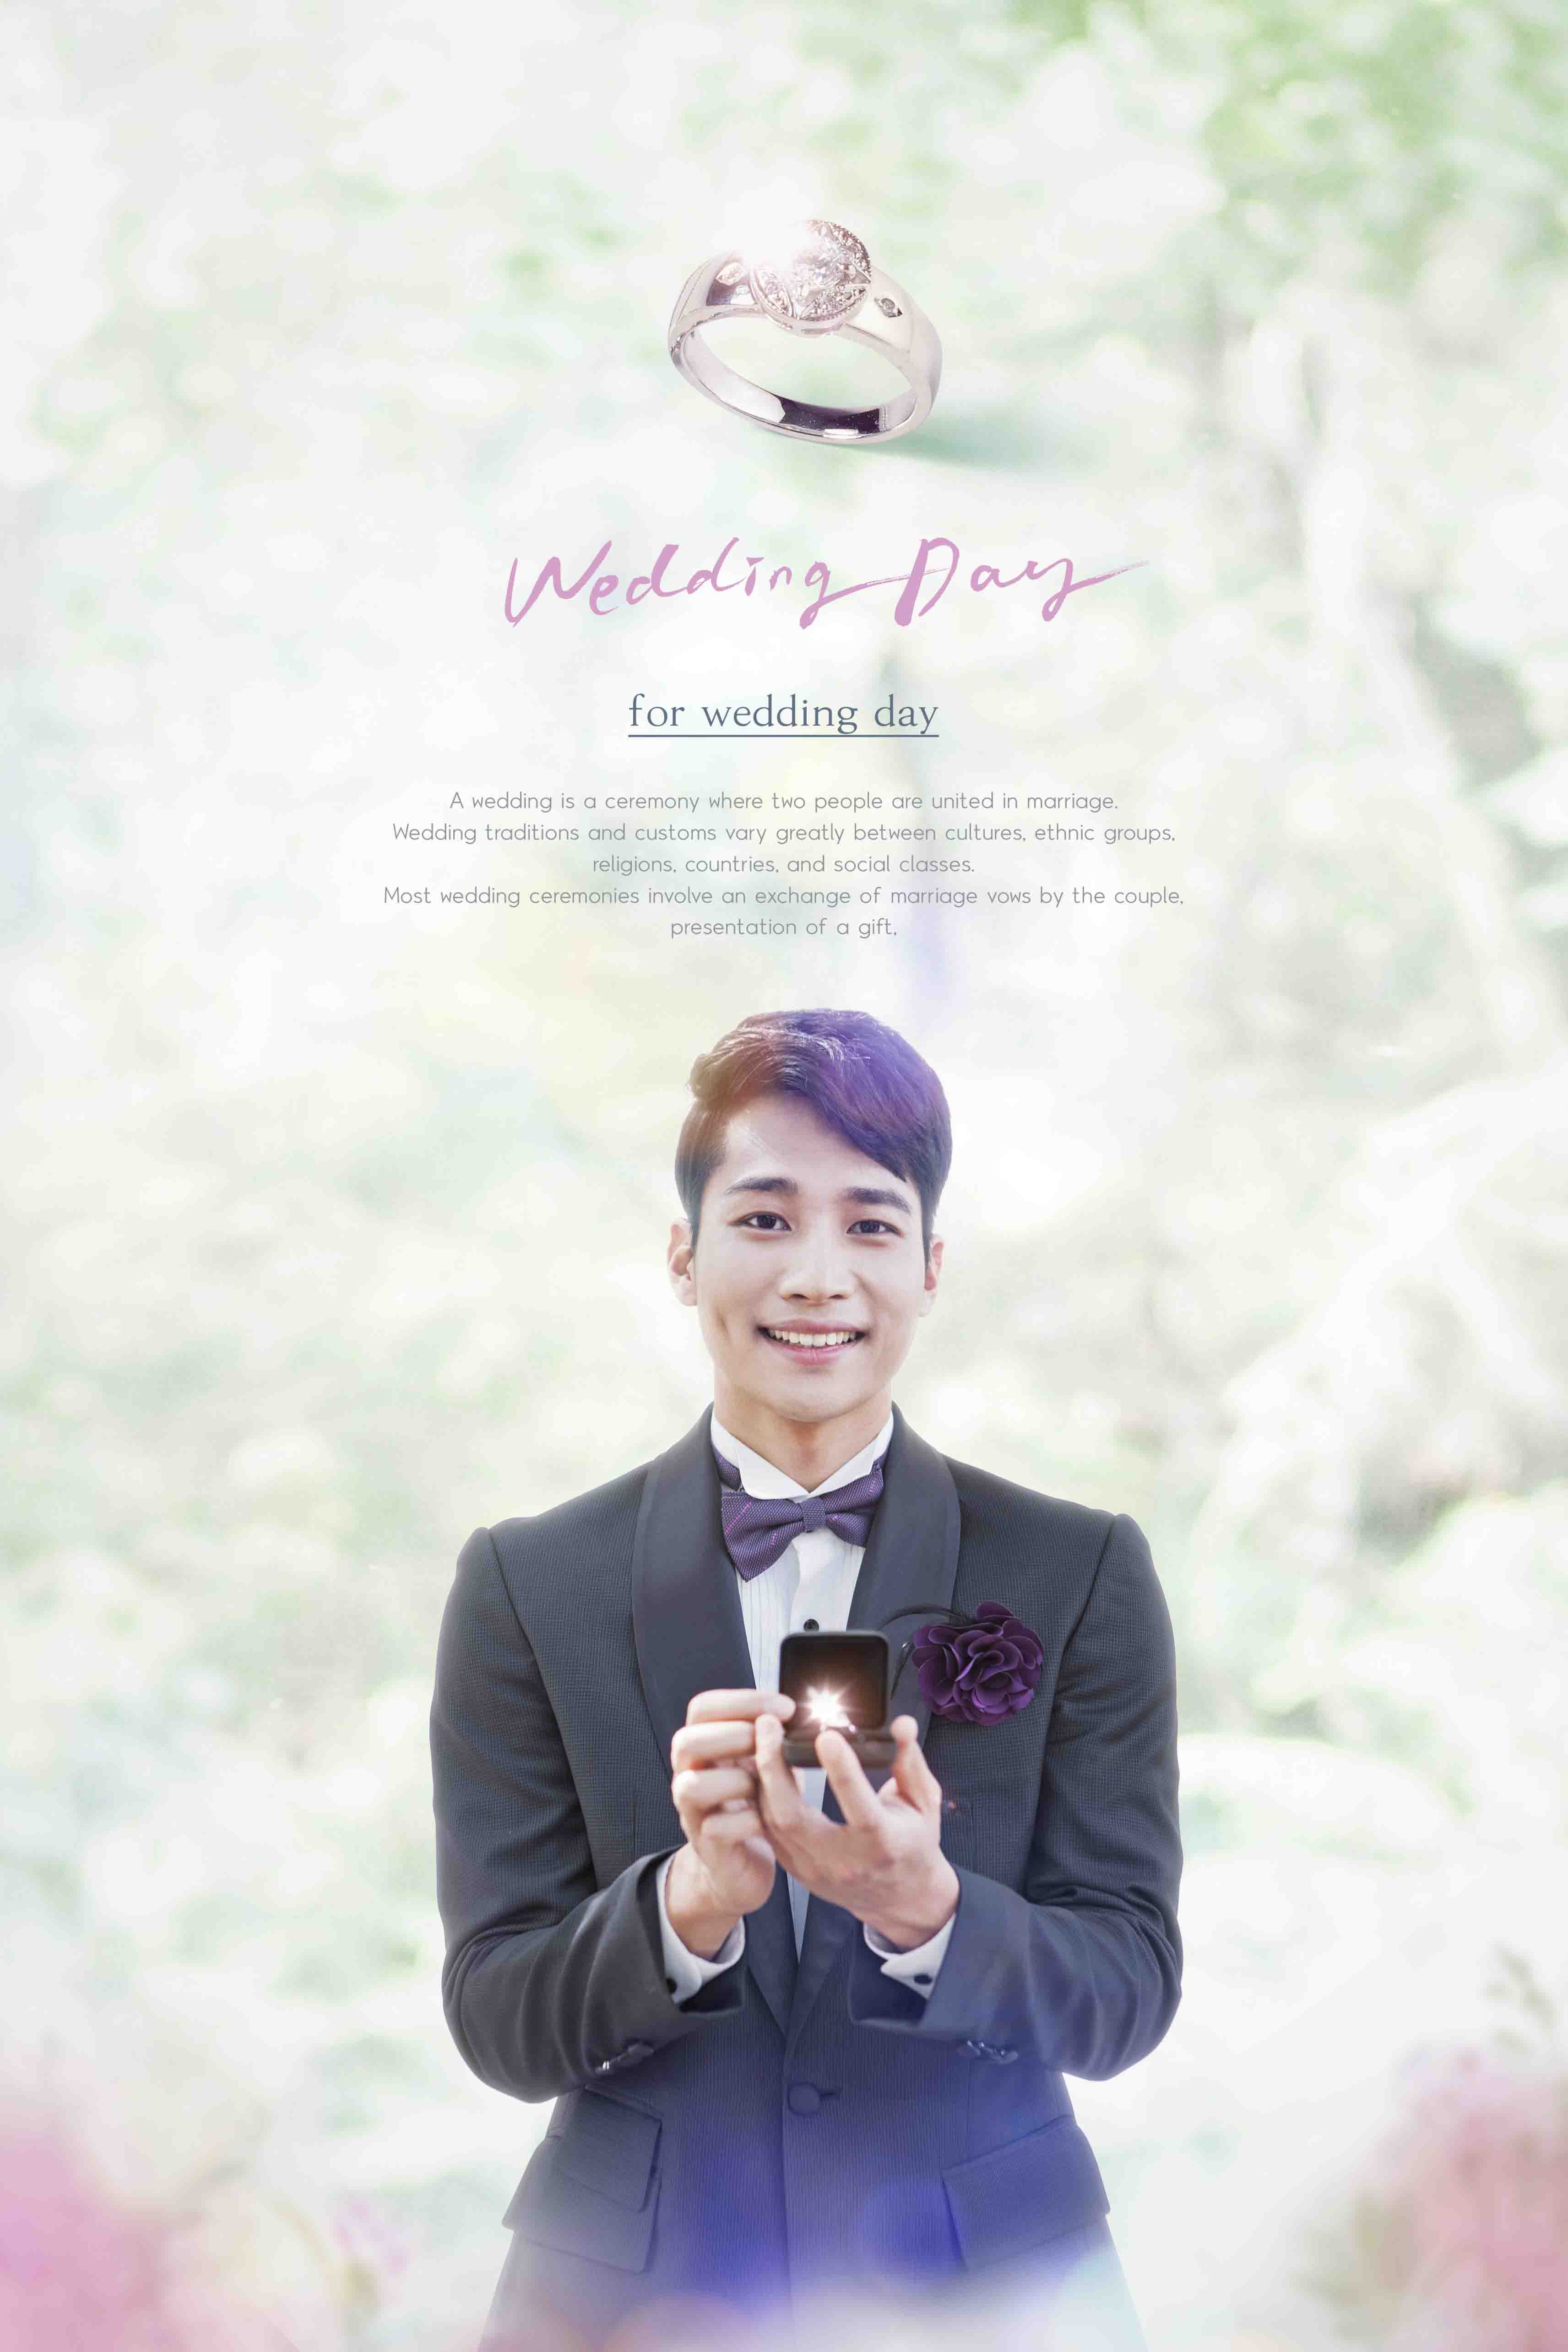 Wedding Day
for wedding day
A wedding is a ceremony where two people are united in marriage.
Wedding traditions and customs vary greatly between cultures, ethnic groups,
religions, countries, and social classes.
Most wedding ceremonies involve an exchange of marriage vows by the couple,
presentation of a gift,